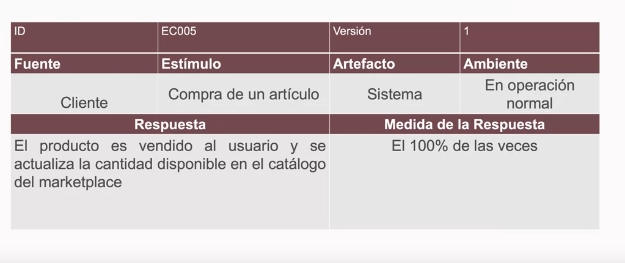 ID EC005 Versión 1
Fuente Estímulo Artefacto Ambiente
Cliente Compra de un artículo Sistema En operación
normal
Respuesta Medida de la Respuesta
El producto es vendido al usuario y se El 100% de las veces
actualiza la cantidad disponible en el catálogo
del marketplace